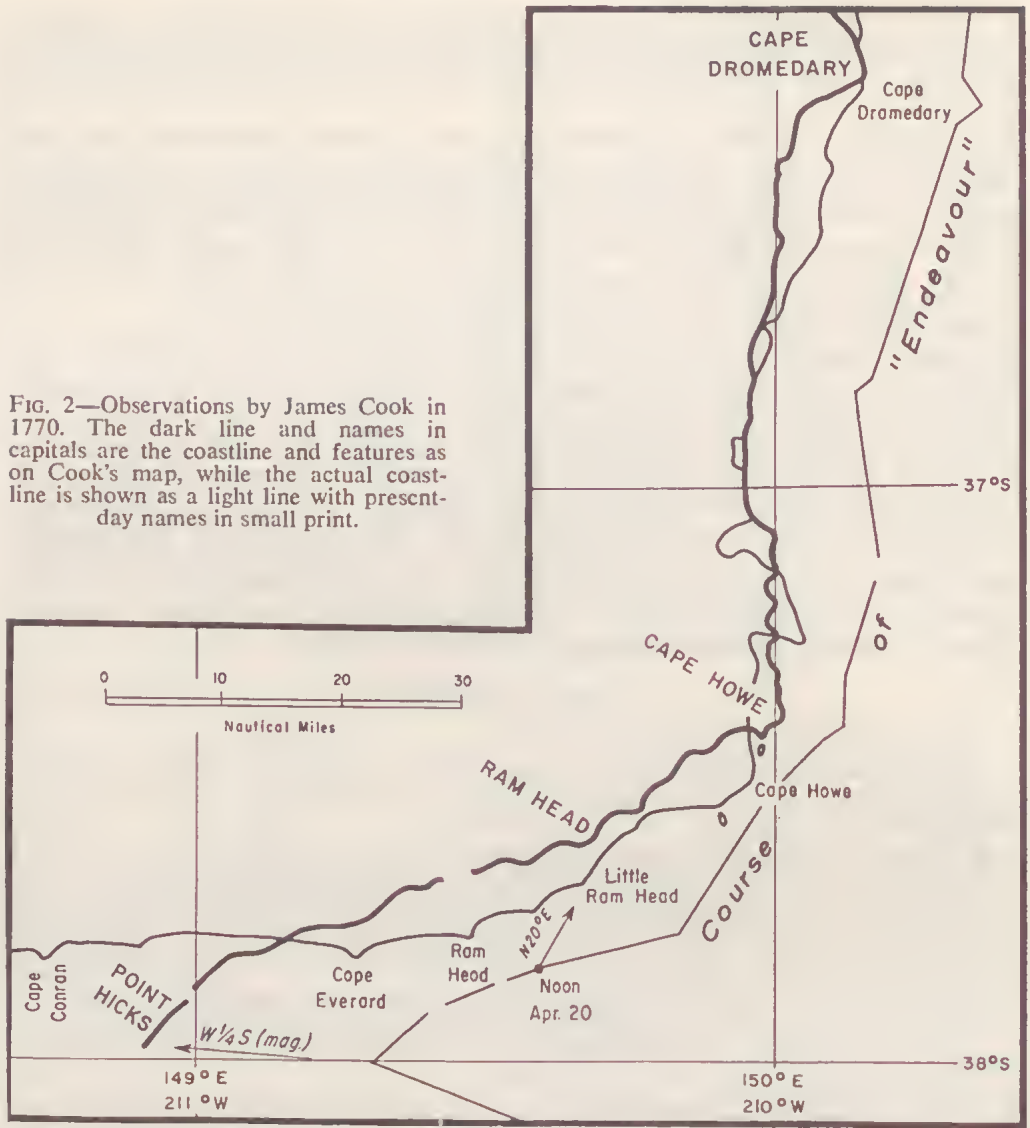 CAPE
DROMEDARY
Cape
Dromedary
"Endeavour"
FIG. 2—Observations by James Cook in
1770. The dark line and names in
capitals are the coastline and features as
on Cook's map, while the actual coast-
line is shown as a light line with present-
day names in small print.
37°S
of
CAPE HOWE
0 10 20 30
Nautical Miles
RAM HEAD
Cape Howe
Course
Little
Ram Head
N20°E
Ram
Head
Noon
Apr. 20
Cape
Everard
Cape
Conran
POINT
HICKS
W¼S (mag.)
38°S
149°E
211°W
150°E
210°W